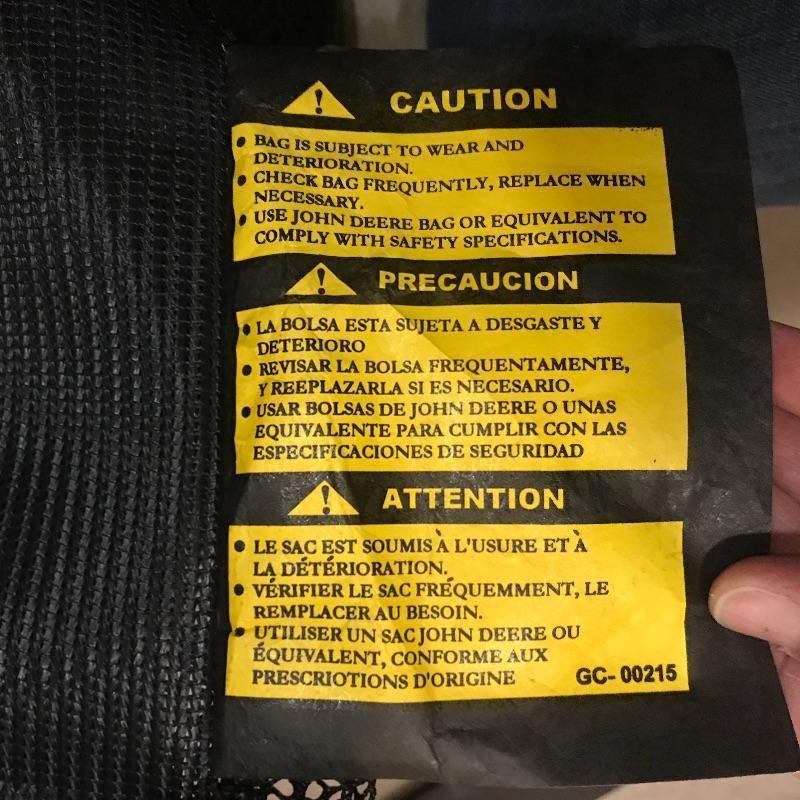 CAUTION
• BAG IS SUBJECT TO WEAR AND
DETERIORATION.
• CHECK BAG FREQUENTLY, REPLACE WHEN
NECESSARY.
• USE JOHN DEERE BAG OR EQUIVALENT TO
COMPLY WITH SAFETY SPECIFICATIONS.
PRECAUCION
• LA BOLSA ESTA SUJETA A DESGASTE Y
DETERIORO
• REVISAR LA BOLSA FREQUENTAMENTE,
Y REEPLAZARLA SI ES NECESARIO.
• USAR BOLSAS DE JOHN DEERE O UNAS
EQUIVALENTE PARA CUMPLIR CON LAS
ESPECIFICACIONES DE SEGURIDAD
ATTENTION
• LE SAC EST SOUMIS À L'USURE ET À
LA DÉTÉRIORATION.
• VÉRIFIER LE SAC FRÉQUEMMENT, LE
REMPLACER AU BESOIN.
• UTILISER UN SAC JOHN DEERE OU
ÉQUIVALENT, CONFORME AUX
PRESCRIOTIONS D'ORIGINE
GC- 00215